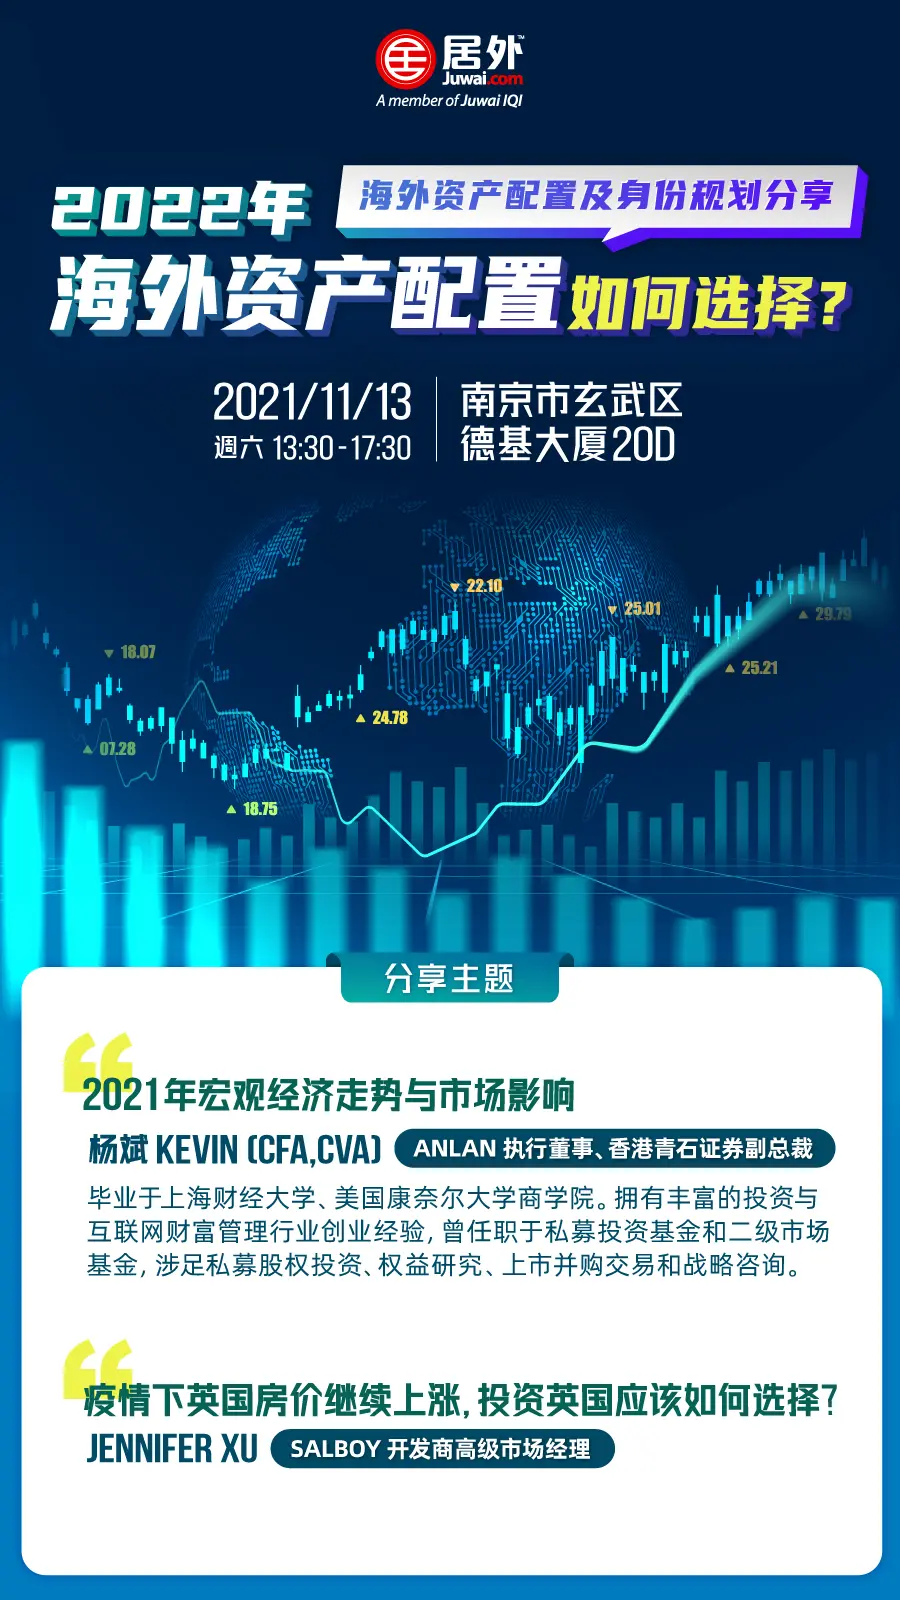 居外™
Juwai.com
A member of Juwai IQI
海外资产配置及身份规划分享
2022年
海外资产配置如何选择?
2021/11/13
週六 13:30-17:30
南京市玄武区
德基大厦20D
22.10
25.01
29.79
18.07
25.21
24.78
07.28
18.75
分享主题
2021年宏观经济走势与市场影响
杨斌 KEVIN (CFA,CVA) ANLAN 执行董事、香港青石证券副总裁
毕业于上海财经大学、美国康奈尔大学商学院。拥有丰富的投资与
互联网财富管理行业创业经验,曾任职于私募投资基金和二级市场
基金,涉足私募股权投资、权益研究、上市并购交易和战略咨询。
疫情下英国房价继续上涨,投资英国应该如何选择?
JENNIFER XU SALBOY 开发商高级市场经理